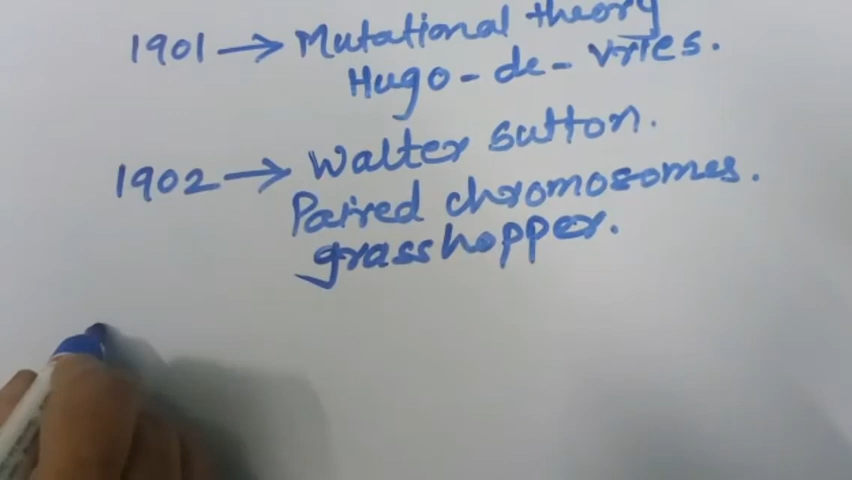 1901 → Mutational theory
Hugo-de-Vries.
1902 → Walter Sutton.
Paired chromosomes.
grasshopper.